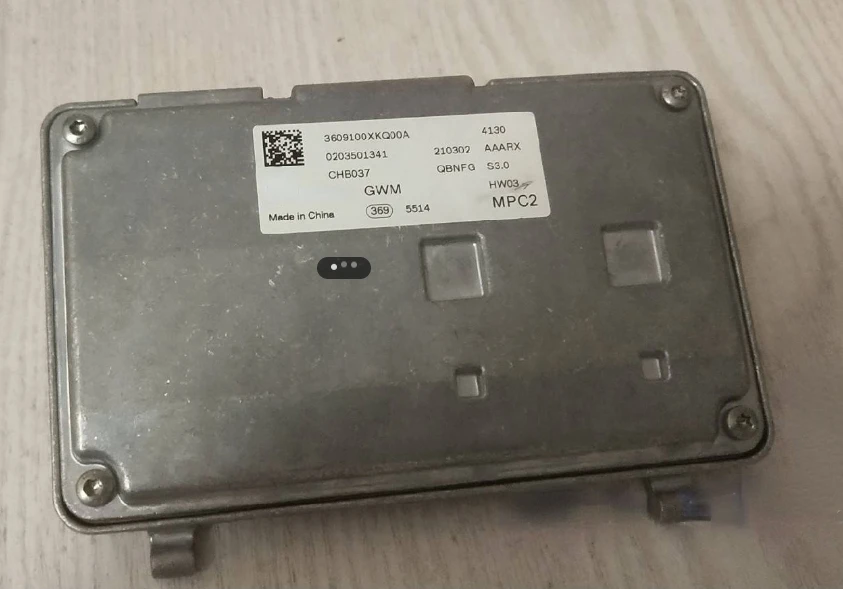 3609100XKQ00A 4130
0203501341 210302 AAARX
CHB037 QBNFG S3.0
GWM HW03
Made in China 369 5514 MPC2